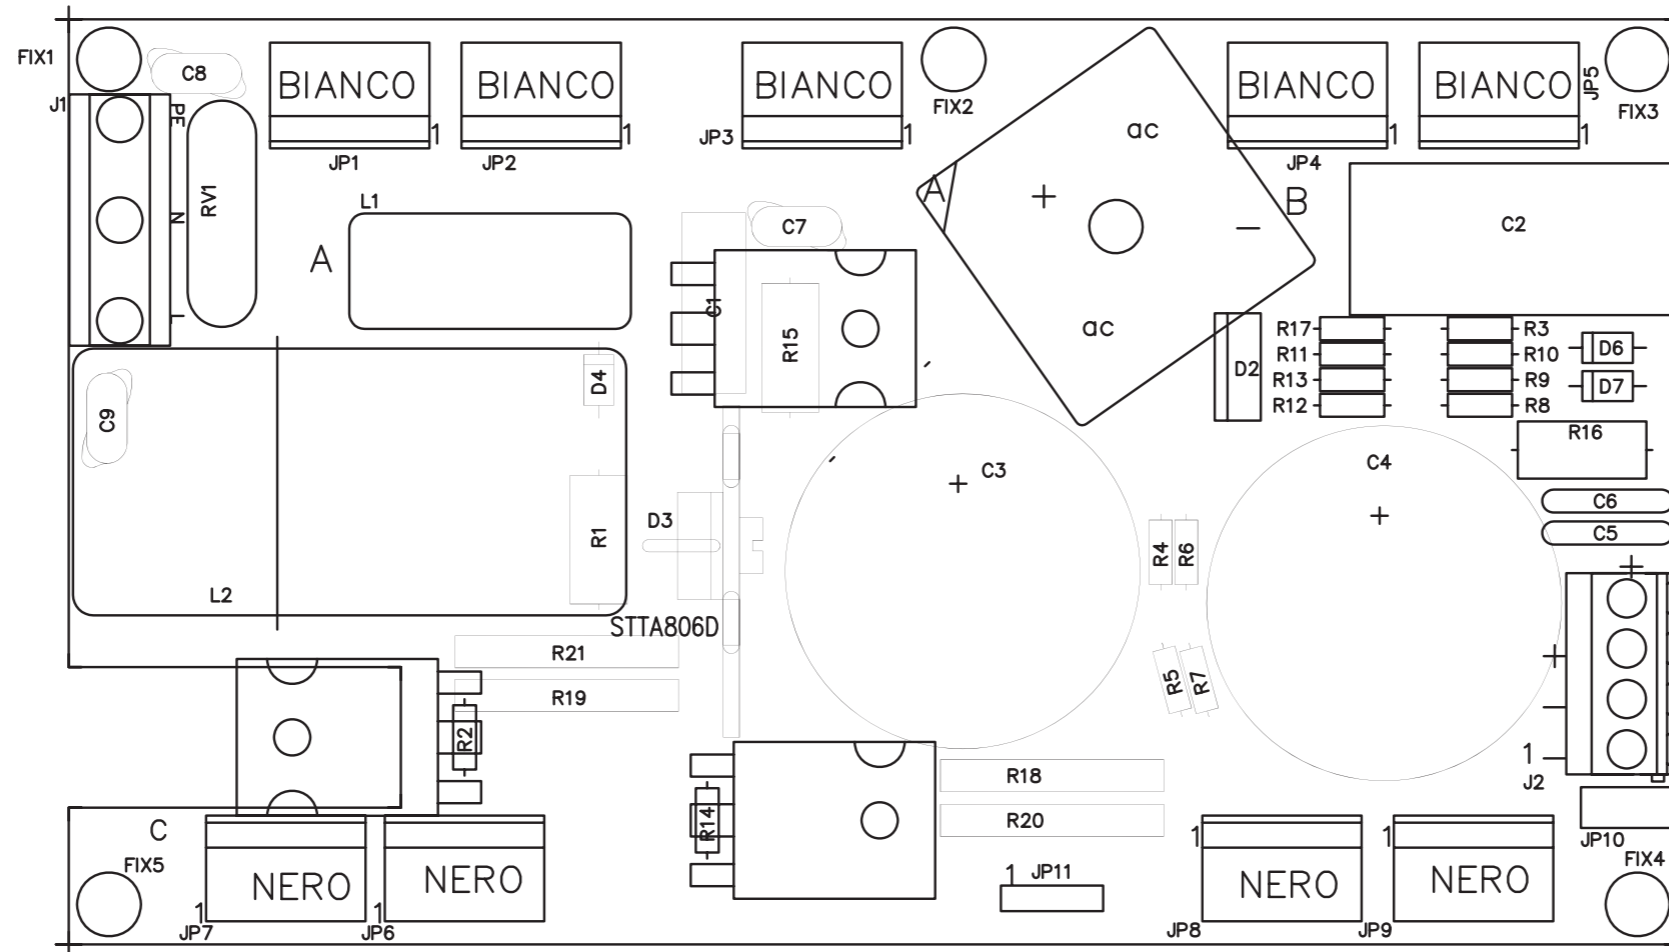 FIX1
C8
BIANCO
BIANCO
BIANCO
BIANCO
BIANCO
JP5
J1
PE
1
1
1
1
1
FIX2
FIX3
JP1
JP2
JP3
JP4
ac
RV1
L1
A
+
B
N
A
C7
−
C2
L
C1
R15
ac
R17
R3
R11
R10
D6
D4
D2
R13
R9
D7
R12
R8
C9
R16
C3
C4
+
+
C6
D3
R1
C5
R4
R6
+
L2
STTA806D
R21
+
R19
R5
R7
R2
1
R18
J2
C
R14
R20
1
1
JP10
FIX5
FIX4
NERO
NERO
1
JP11
NERO
NERO
1
1
JP7
JP6
JP8
JP9